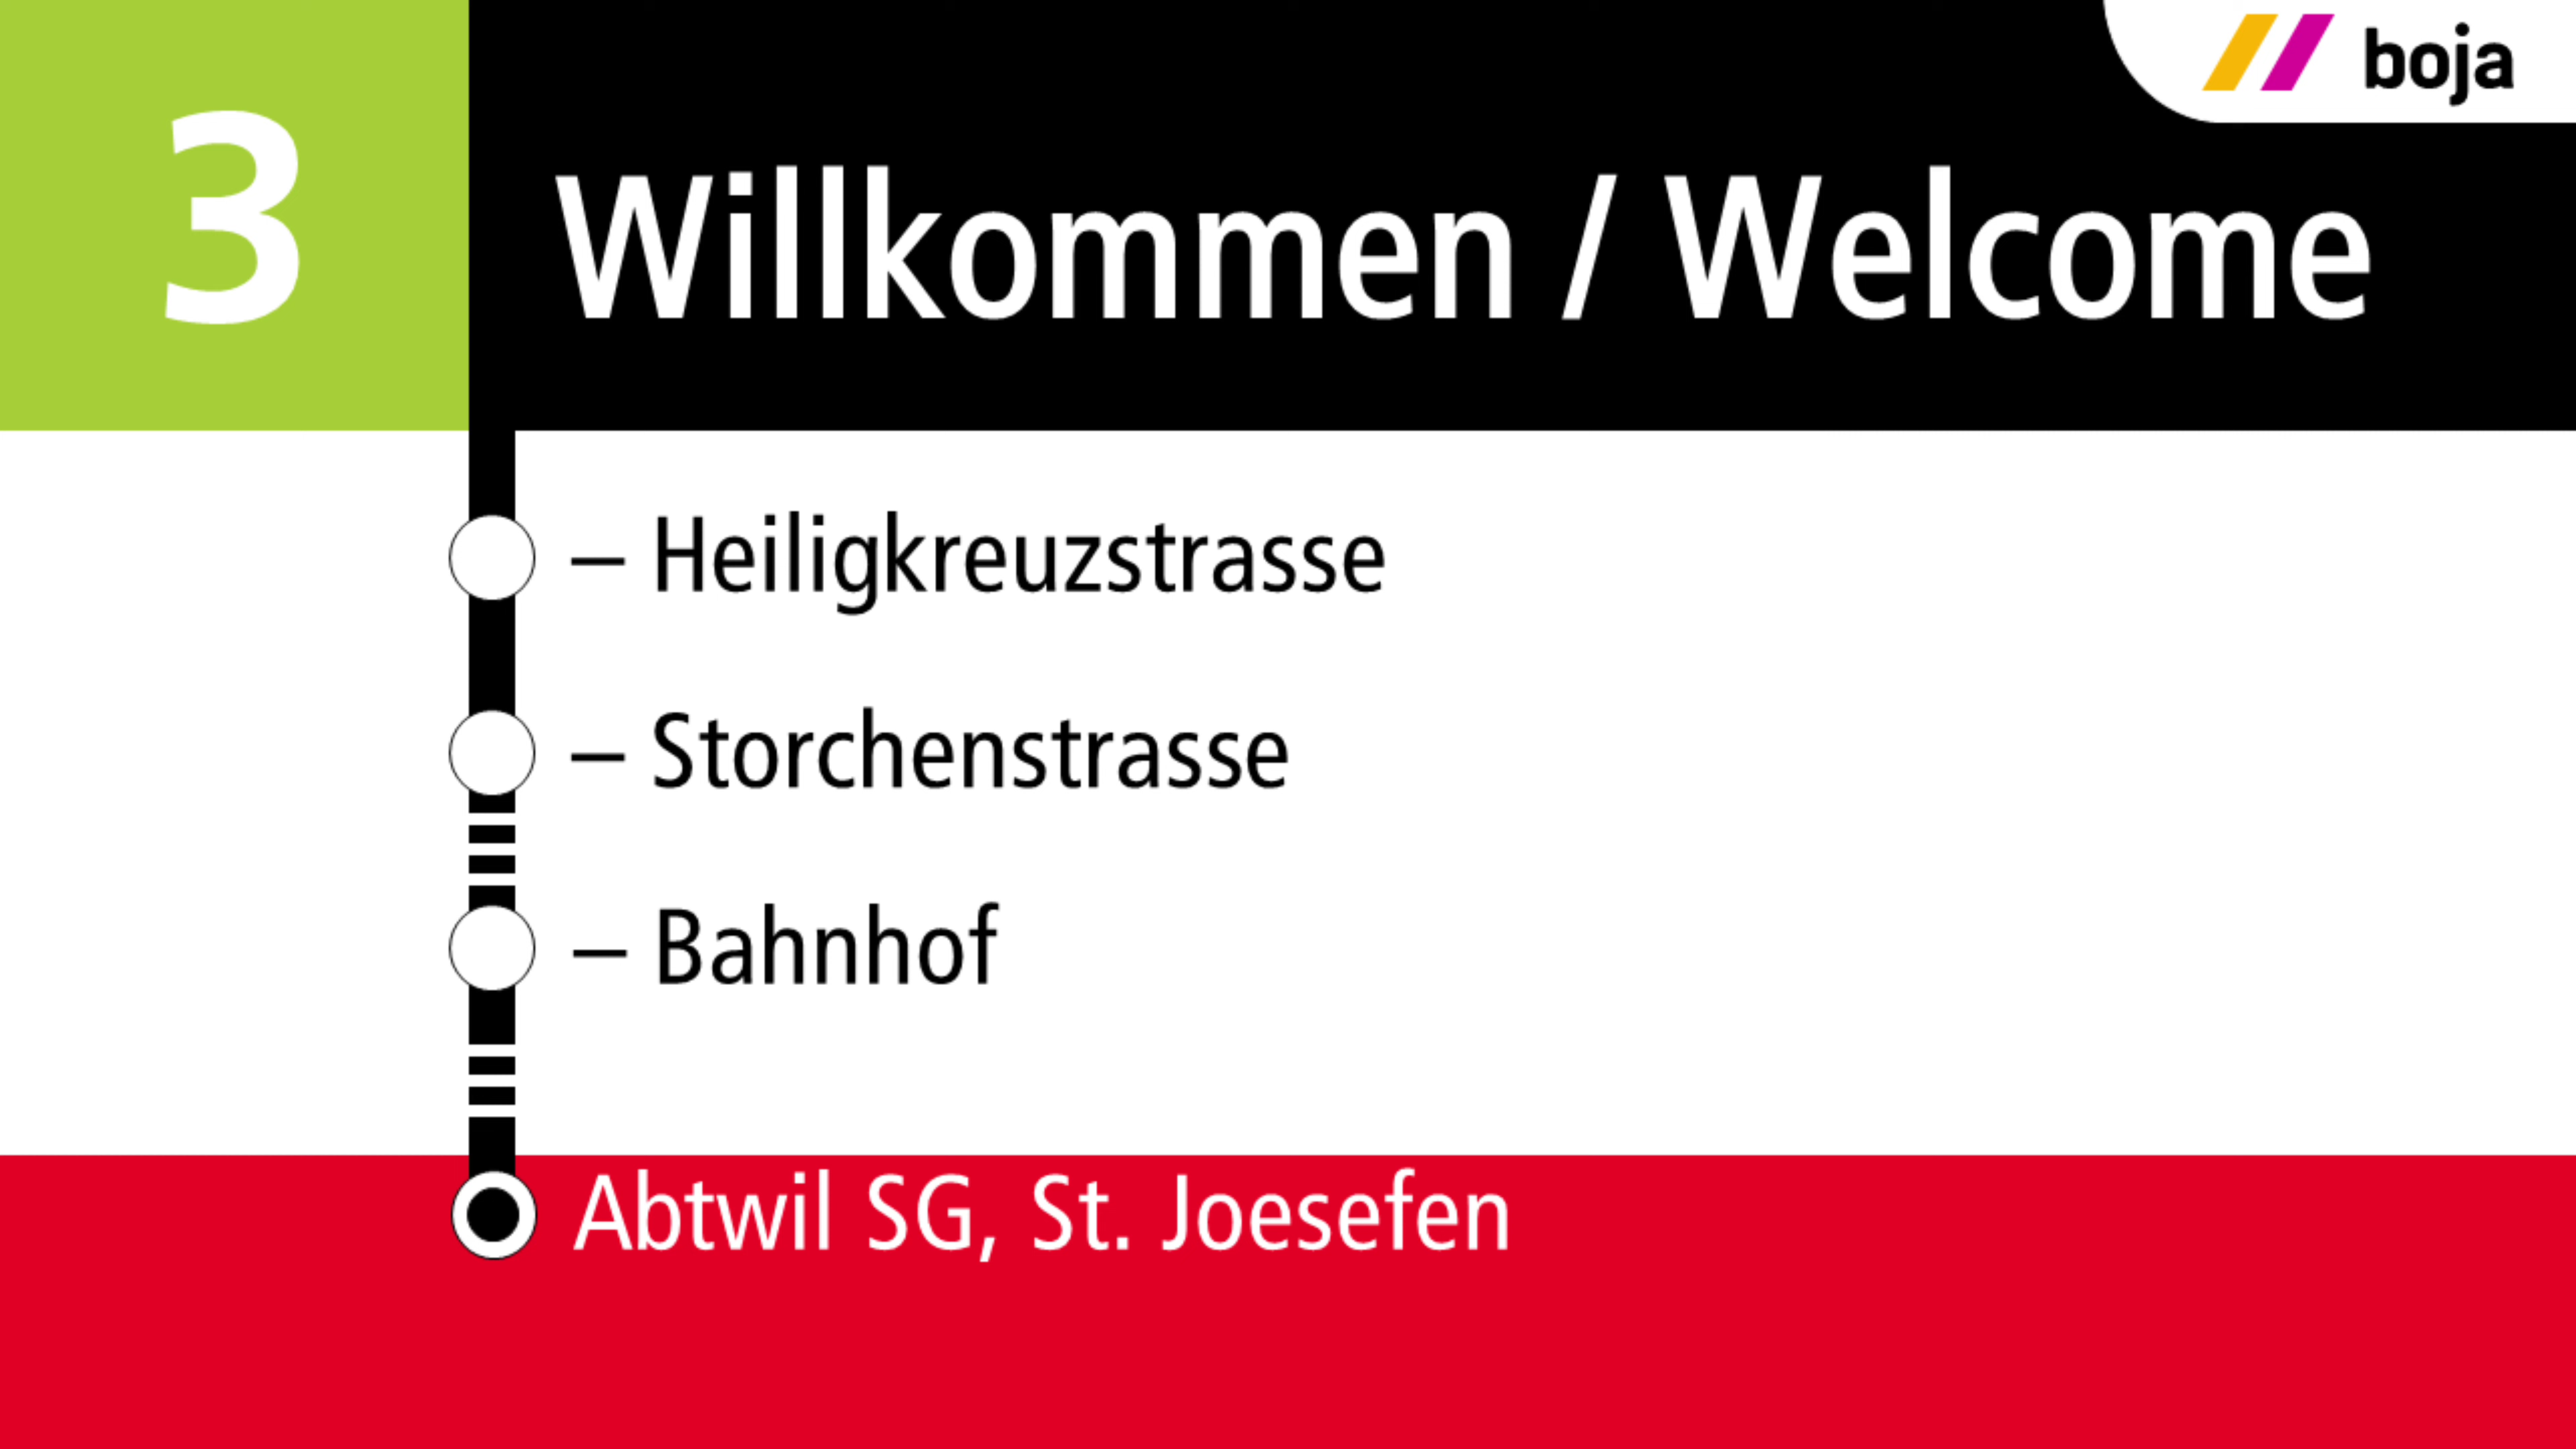 boja
3
Willkommen / Welcome
– Heiligkreuzstrasse
– Storchenstrasse
– Bahnhof
Abtwil SG, St. Joesefen